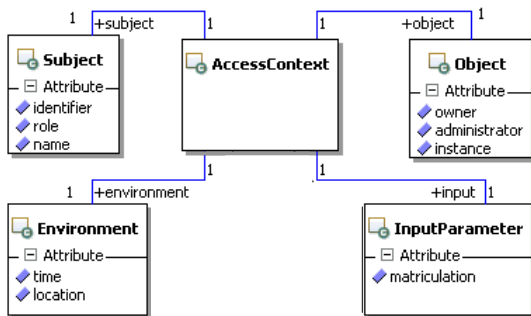 1 +subject 1
1 +object 1
Subject
Attribute
identifier
role
name
AccessContext
Object
Attribute
owner
administrator
instance
1 +environment 1
1 +input 1
Environment
Attribute
time
location
InputParameter
Attribute
matriculation